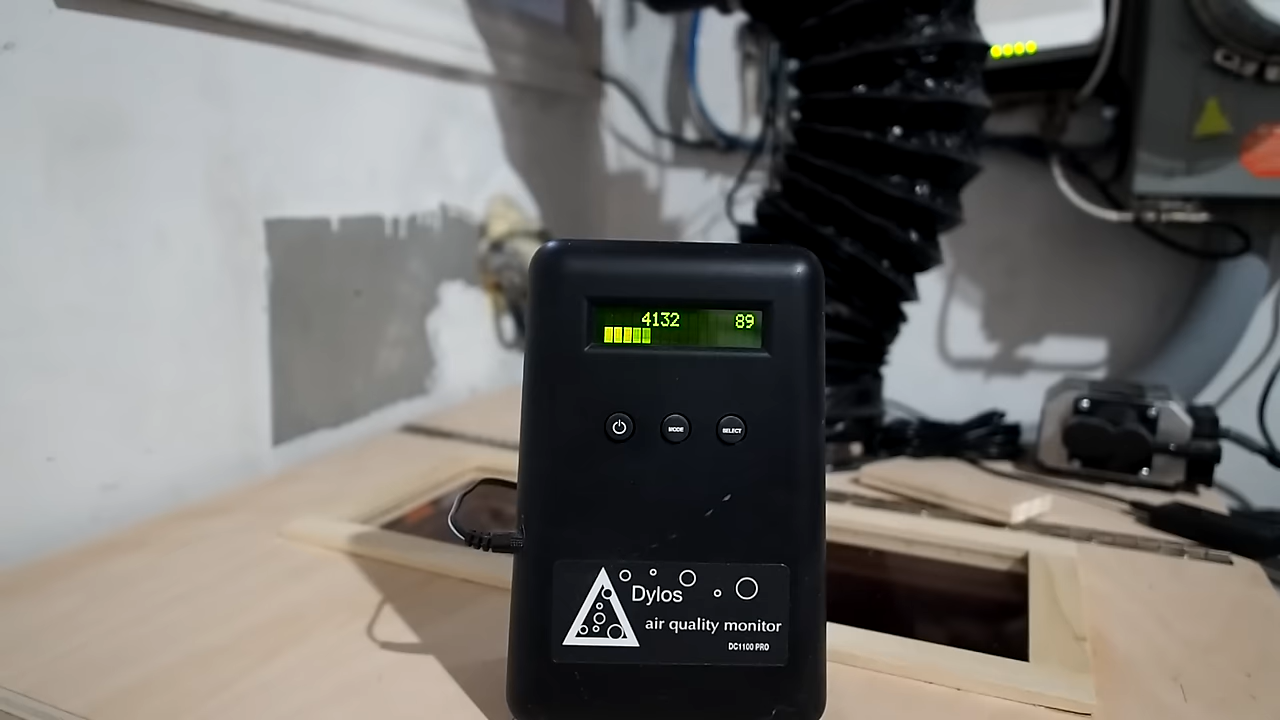 4132 89
MODE SELECT
Dylos
air quality monitor
DC1100 PRO